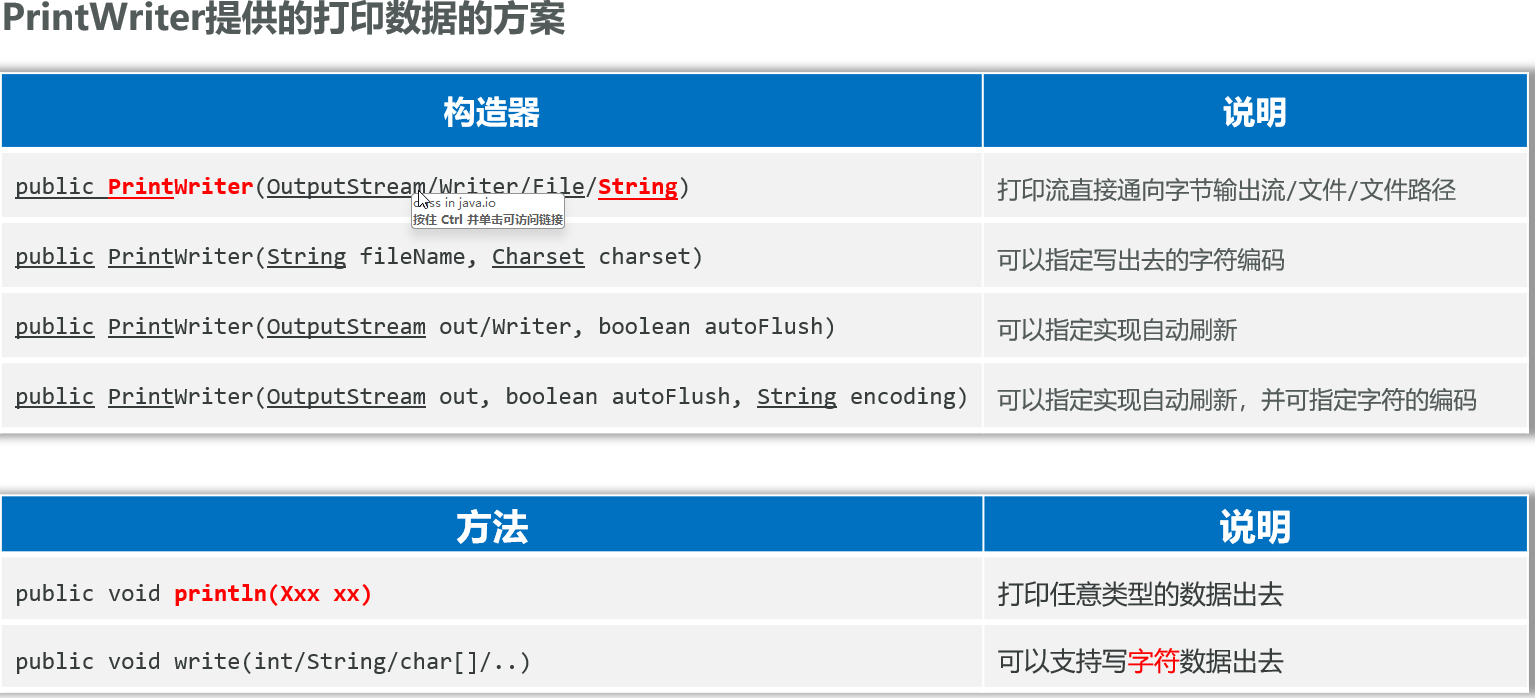 PrintWriter提供的打印数据的方案
构造器 说明
public PrintWriter(OutputStream/Writer/File/String) 打印流直接通向字节输出流/文件/文件路径
class in java.io
按住 Ctrl 并单击可访问链接
public PrintWriter(String fileName, Charset charset) 可以指定写出去的字符编码
public PrintWriter(OutputStream out/Writer, boolean autoFlush) 可以指定实现自动刷新
public PrintWriter(OutputStream out, boolean autoFlush, String encoding) 可以指定实现自动刷新，并可指定字符的编码
方法 说明
public void println(Xxx xx) 打印任意类型的数据出去
public void write(int/String/char[]/..) 可以支持写字符数据出去